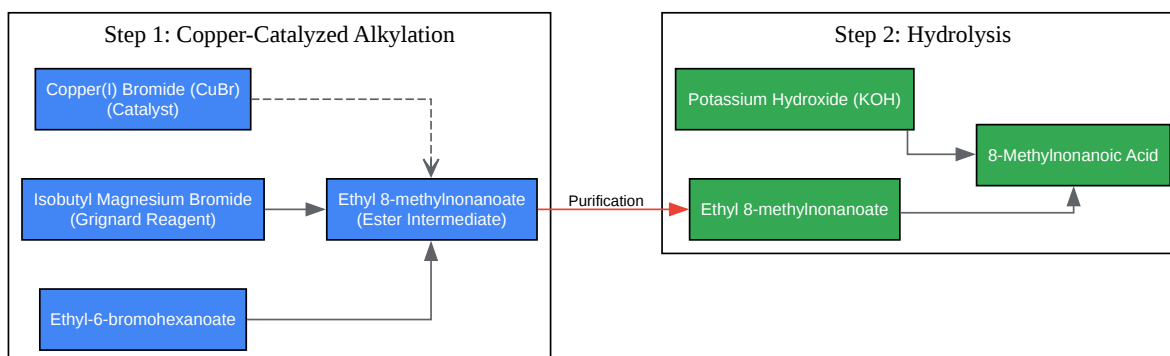 Step 1: Copper-Catalyzed Alkylation
Copper(I) Bromide (CuBr)
(Catalyst)
Isobutyl Magnesium Bromide
(Grignard Reagent)
Ethyl 8-methylnonanoate
(Ester Intermediate)
Ethyl-6-bromohexanoate
Purification
Step 2: Hydrolysis
Potassium Hydroxide (KOH)
8-Methylnonanoic Acid
Ethyl 8-methylnonanoate